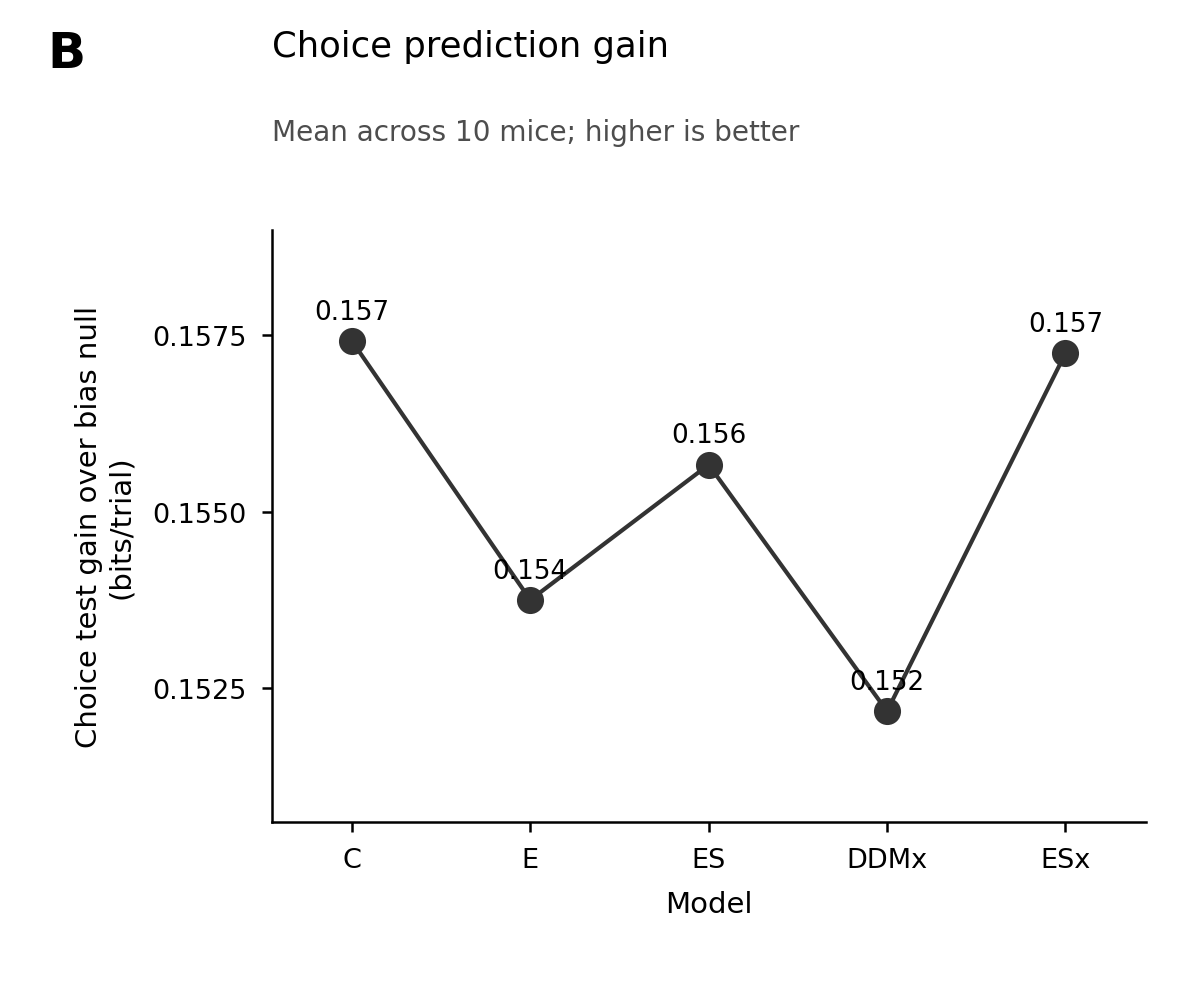 B
Choice prediction gain
Mean across 10 mice; higher is better
Choice test gain over bias null
(bits/trial)
0.1575
0.1550
0.1525
0.157
0.154
0.156
0.152
0.157
C
E
ES
DDMx
ESx
Model